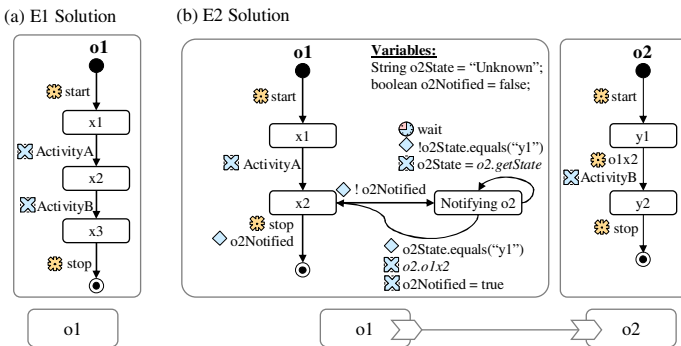 (a) E1 Solution
o1
start
x1
ActivityA
x2
ActivityB
x3
stop
o1
(b) E2 Solution
o1
Variables:
String o2State = “Unknown”;
boolean o2Notified = false;
start
x1
wait
!o2State.equals(“y1”)
o2State = o2.getState
ActivityA
! o2Notified
x2
Notifying o2
stop
o2Notified
o2State.equals(“y1”)
o2.o1x2
o2Notified = true
o2
start
y1
o1x2
ActivityB
y2
stop
o1
o2